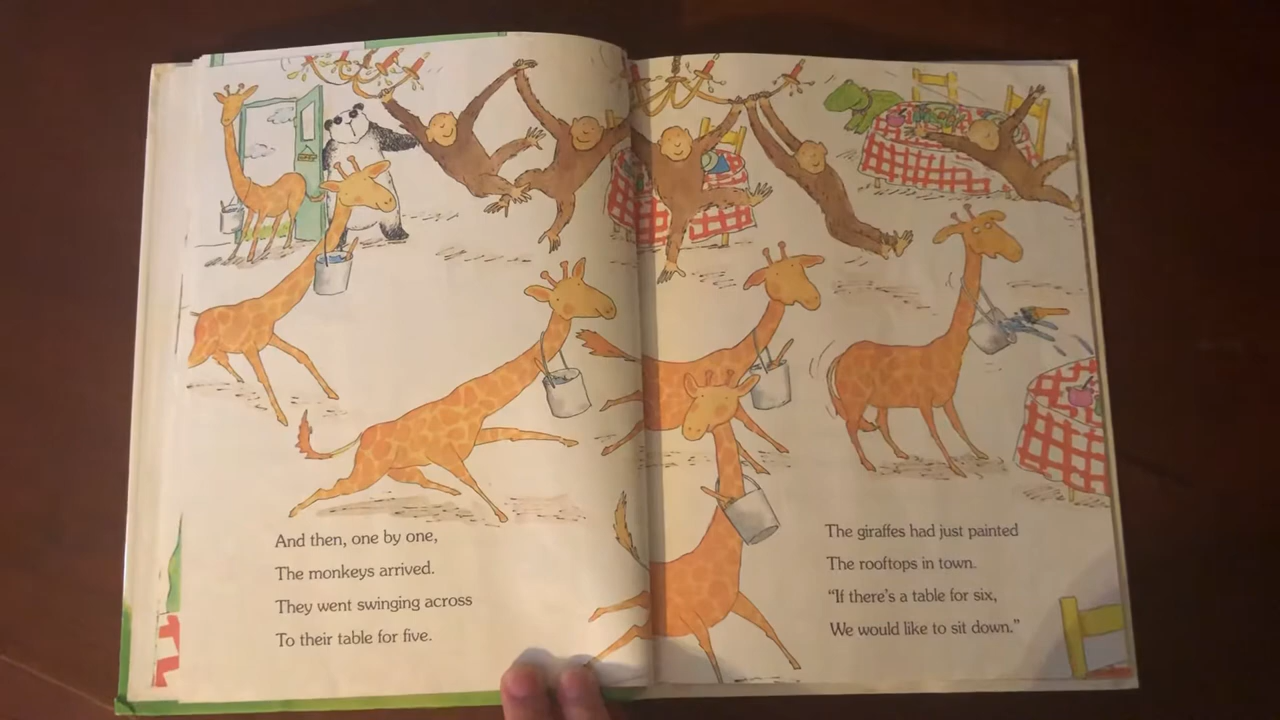 And then, one by one,
The monkeys arrived.
They went swinging across
To their table for five.
The giraffes had just painted
The rooftops in town.
“If there's a table for six,
We would like to sit down.”